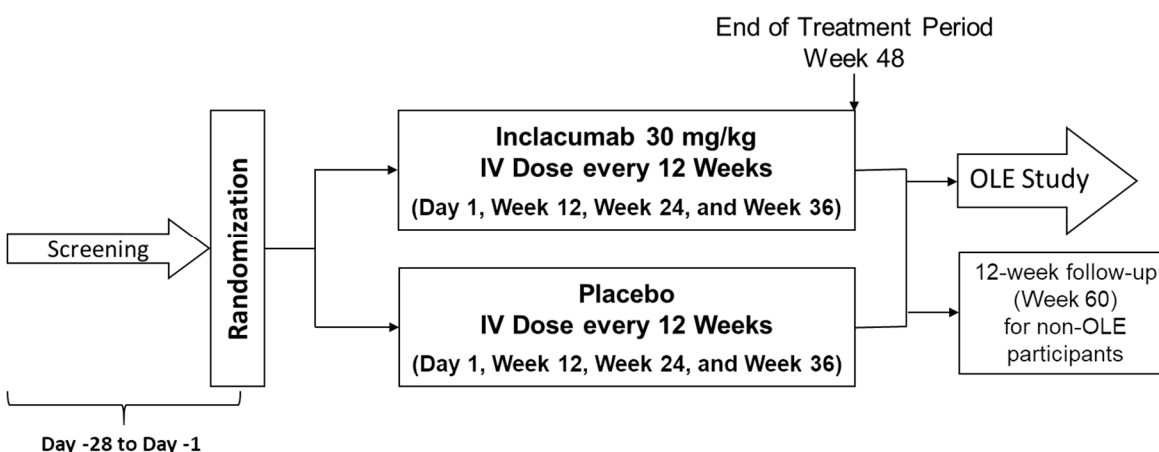 End of Treatment Period
Week 48
Screening
Randomization
Inclacumab 30 mg/kg
IV Dose every 12 Weeks
(Day 1, Week 12, Week 24, and Week 36)
Placebo
IV Dose every 12 Weeks
(Day 1, Week 12, Week 24, and Week 36)
OLE Study
12-week follow-up
(Week 60)
for non-OLE
participants
Day -28 to Day -1